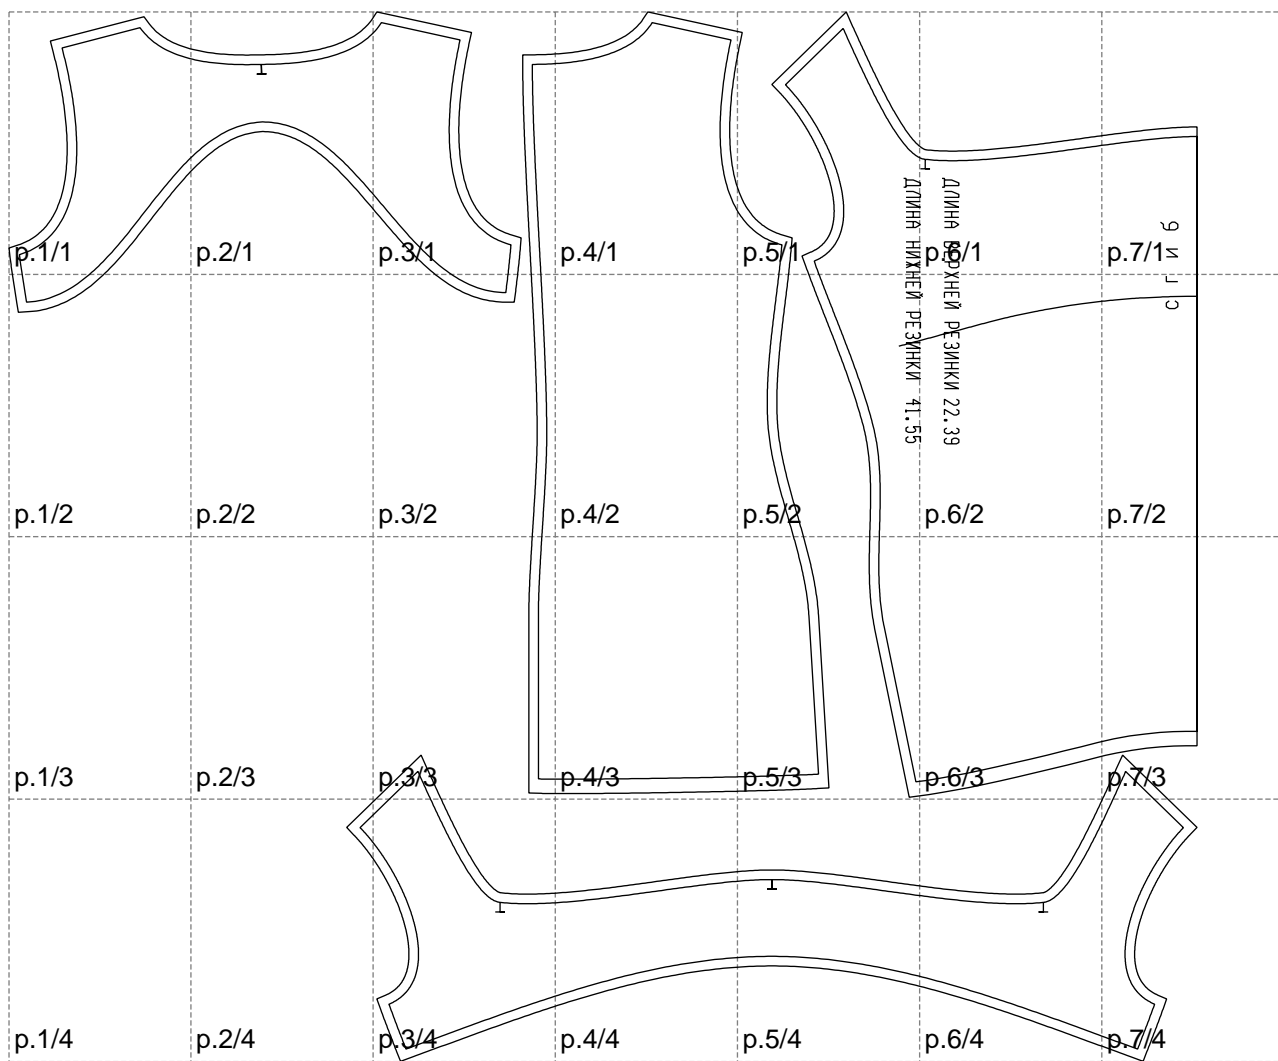 p.1/1
p.2/1
p.3/1
p.4/1
p.5/1
p.6/1
p.7/1
ДЛИНА ВЕРХНЕЙ РЕЗИНКИ 22.39
ДЛИНА НИЖНЕЙ РЕЗИНКИ 41.55
p.1/2
p.2/2
p.3/2
p.4/2
p.5/2
p.6/2
p.7/2
p.1/3
p.2/3
p.3/3
p.4/3
p.5/3
p.6/3
p.7/3
p.1/4
p.2/4
p.3/4
p.4/4
p.5/4
p.6/4
p.7/4